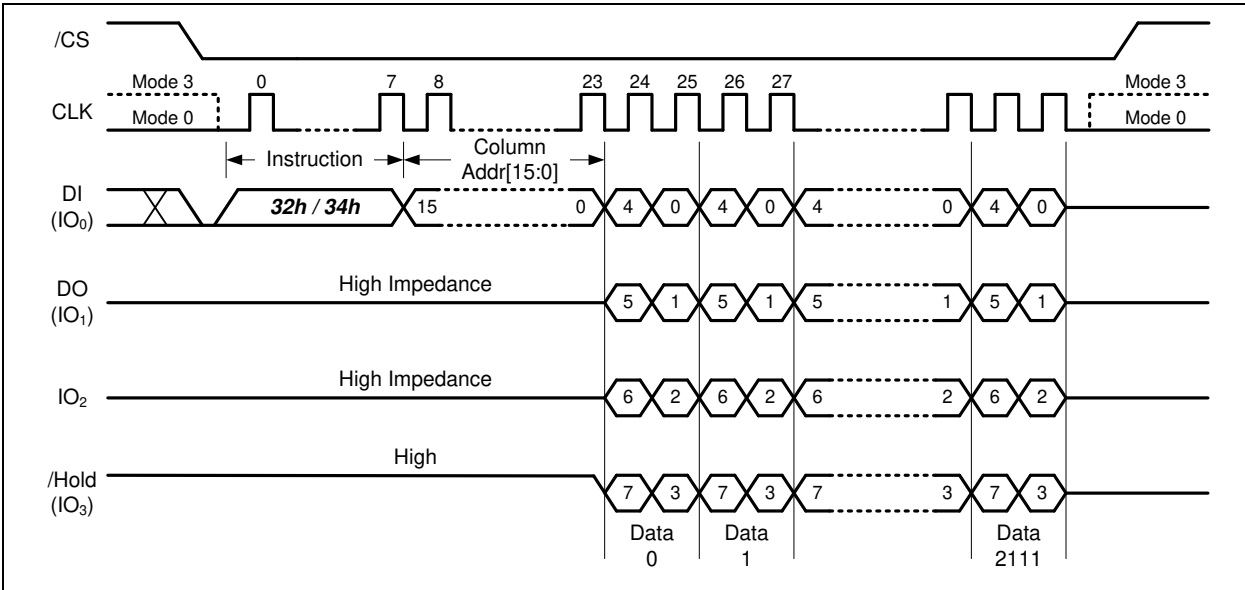 /CS
Mode 3 0 7 8 23 24 25 26 27 Mode 3
CLK
Mode 0 Mode 0
Instruction Column
Addr[15:0]
DI
(IO₀)
32h / 34h 15 0 4 0 4 0 4 0 4 0
High Impedance
DO
(IO₁)
5 1 5 1 5 1 5 1
High Impedance
IO₂ 6 2 6 2 6 2 6 2
High
/Hold
(IO₃)
7 3 7 3 7 3 7 3
Data Data Data
0 1 2111